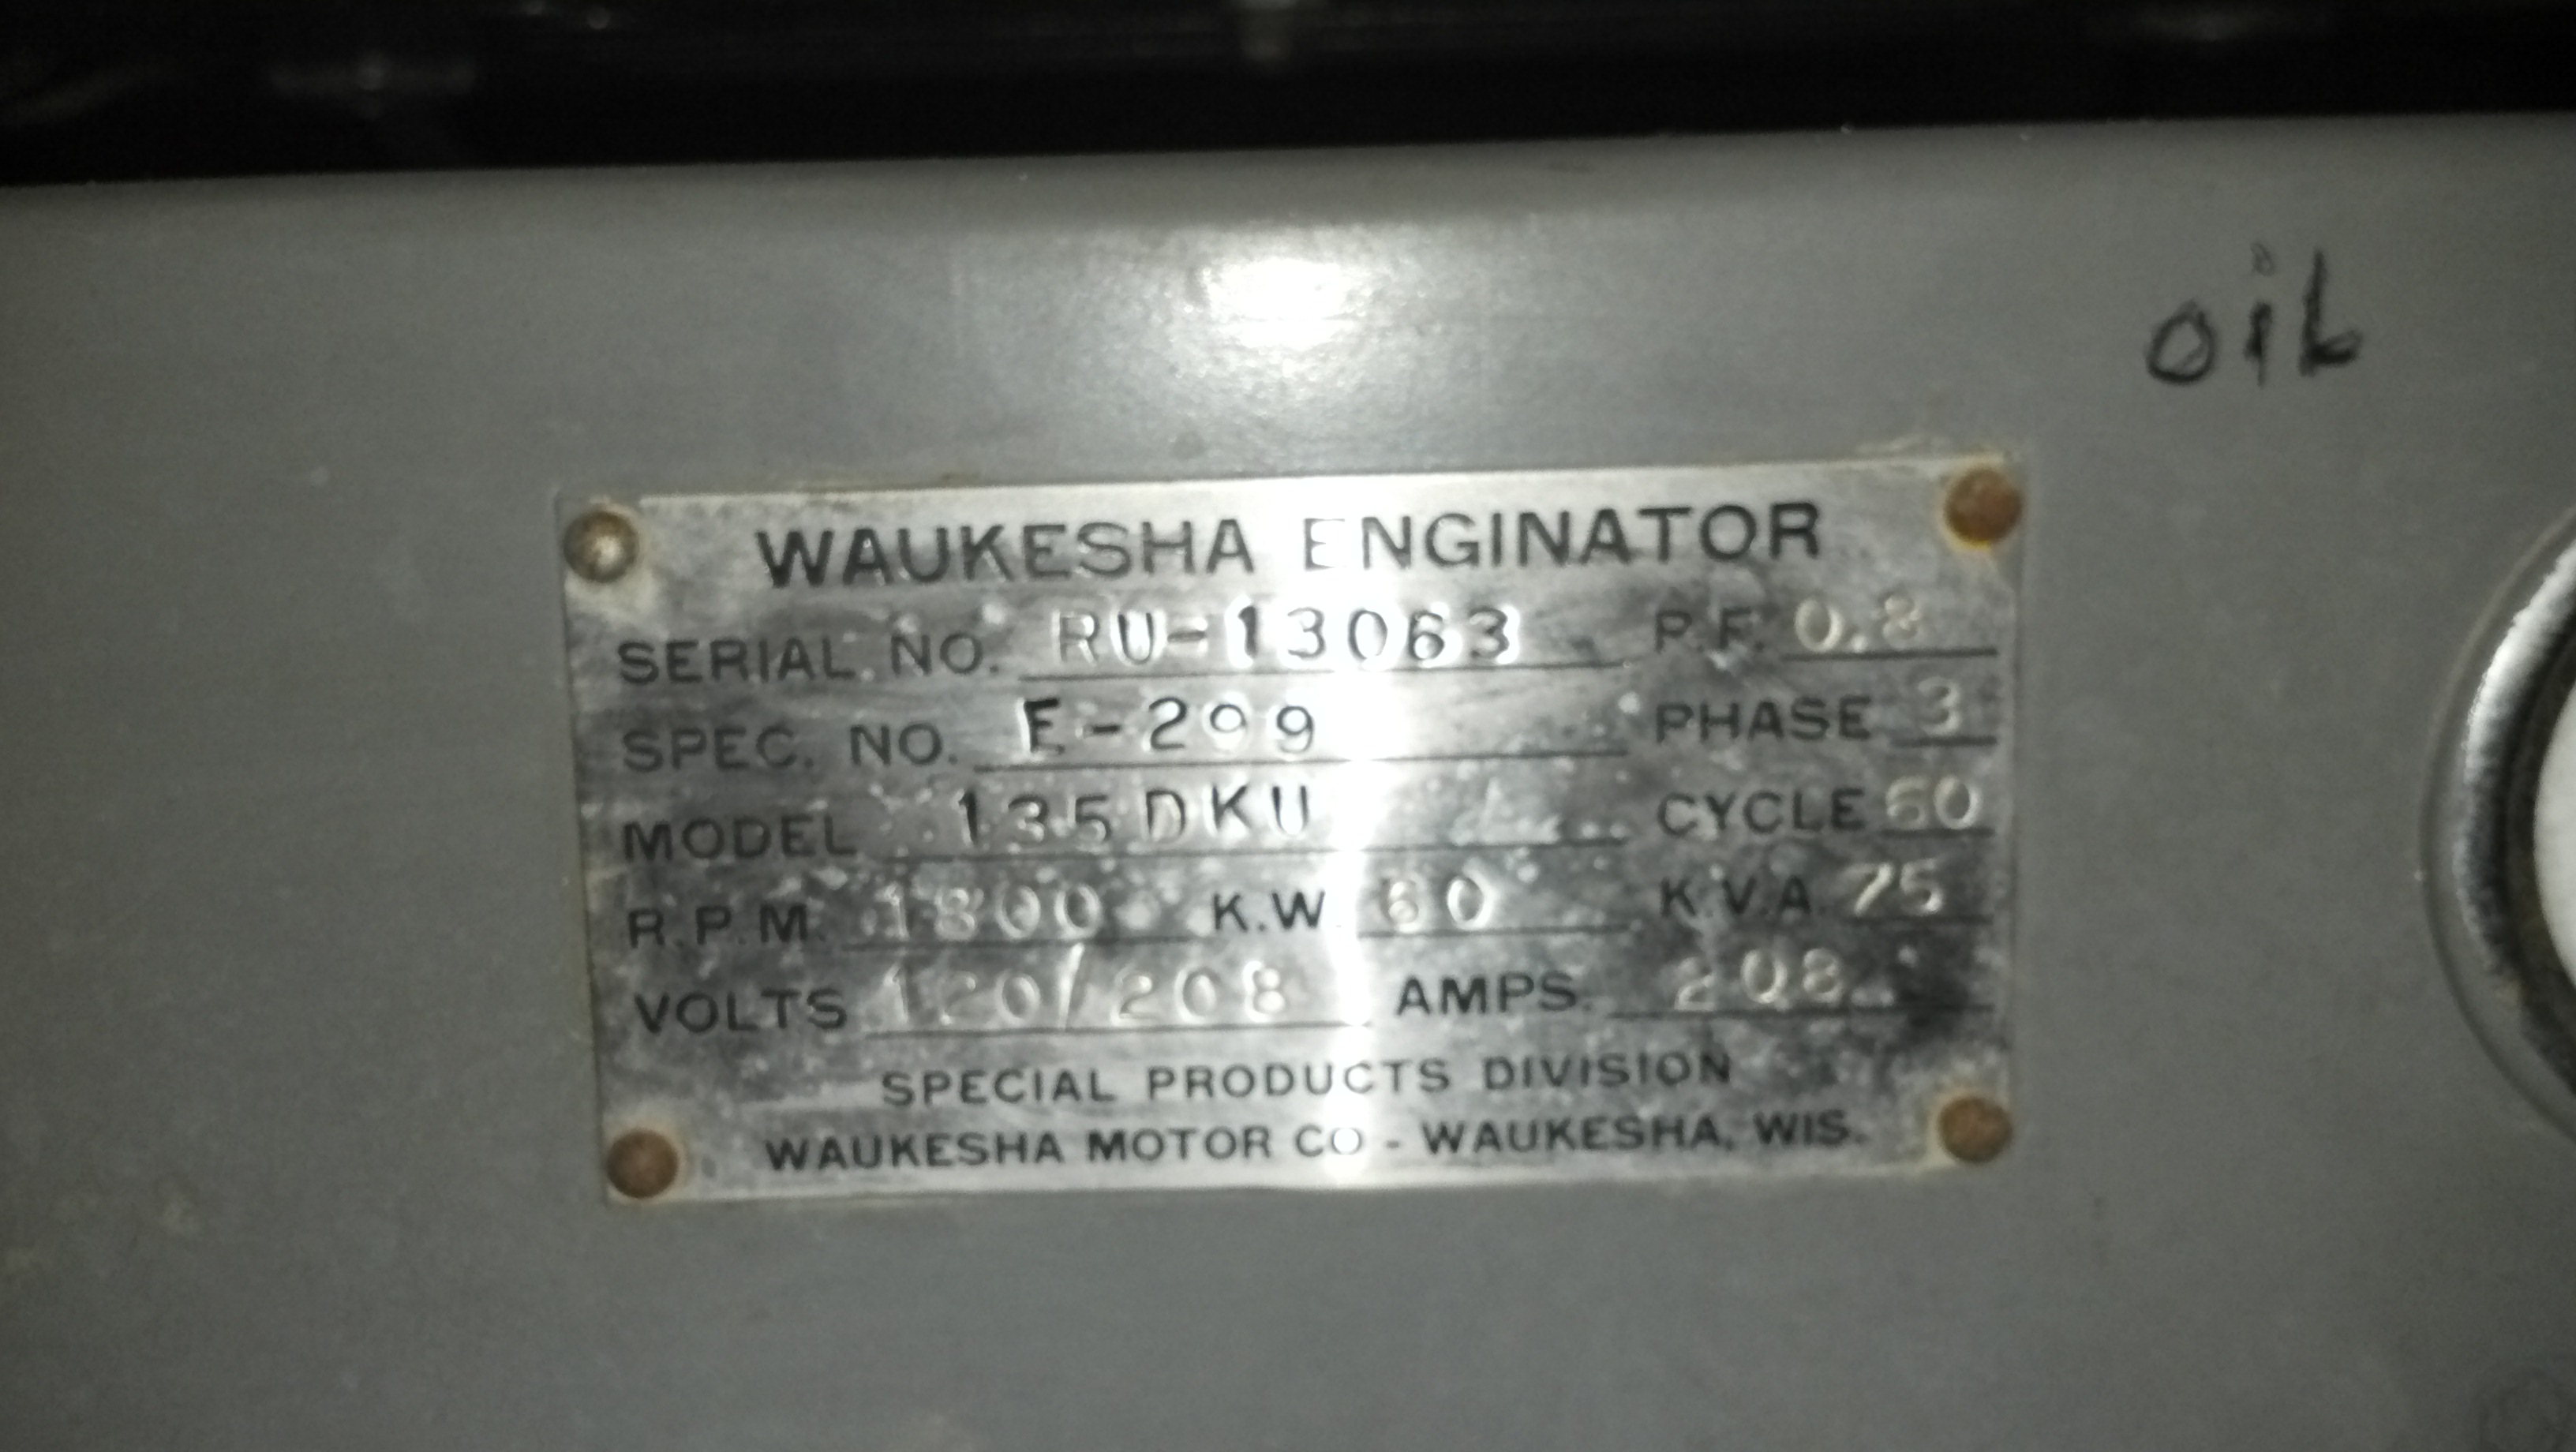 oil
WAUKESHA ENGINATOR
SERIAL NO. RU-13063 P.F. 0.8
SPEC. NO. E-299 PHASE 3
MODEL 135DKU CYCLE 60
R.P.M. 1800 K.W. 60 K.V.A. 75
VOLTS 120/208 AMPS. 208
SPECIAL PRODUCTS DIVISION
WAUKESHA MOTOR CO - WAUKESHA, WIS.